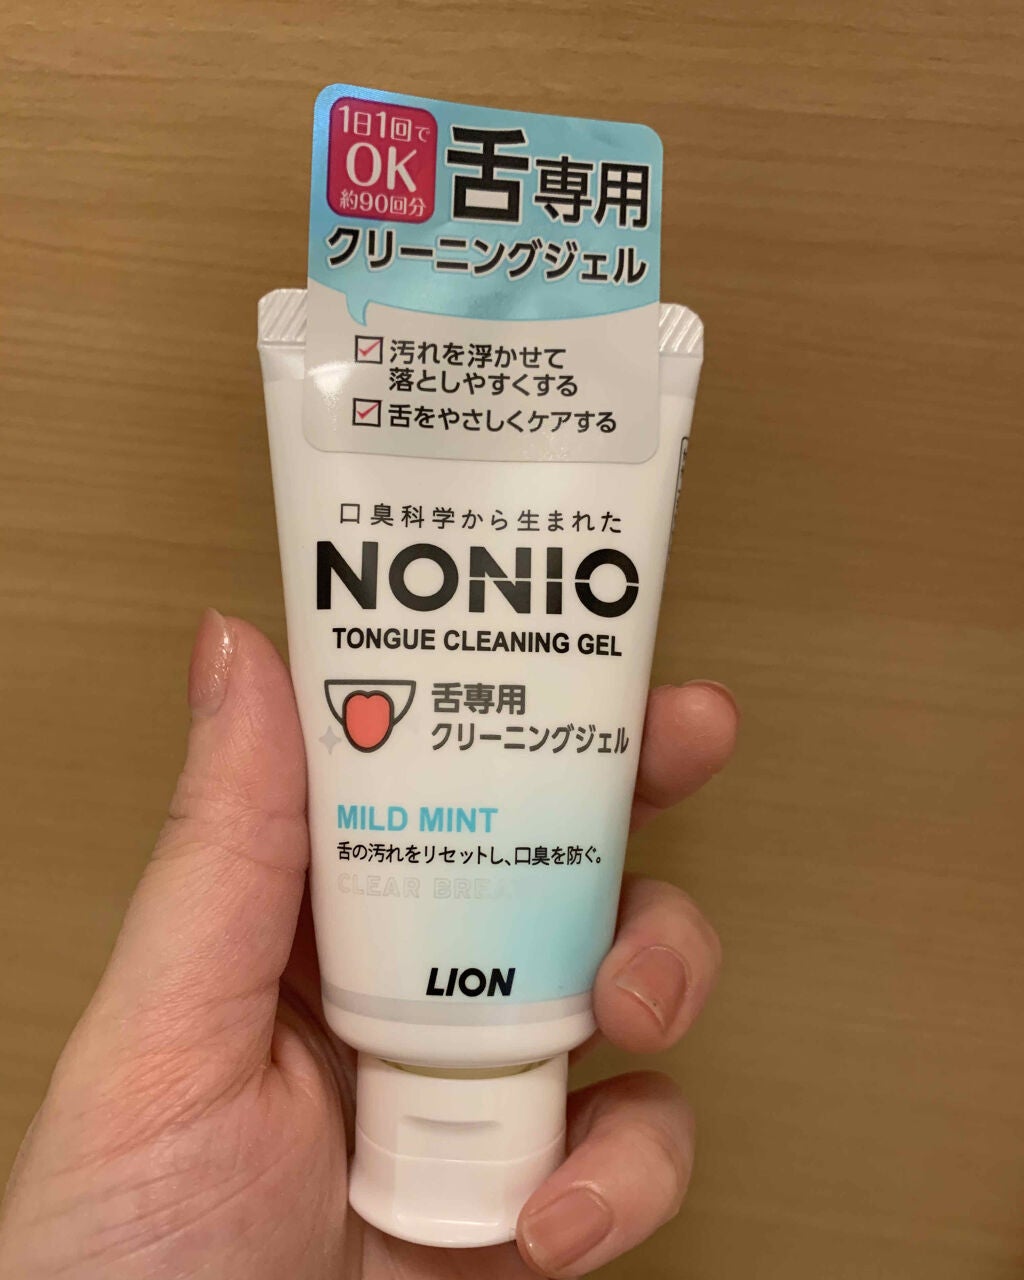 1日1回で
OK
約90回分
舌専用
クリーニングジェル
汚れを浮かせて
落としやすくする
舌をやさしくケアする
口臭科学から生まれた
NONIO
TONGUE CLEANING GEL
舌専用
クリーニングジェル
MILD MINT
舌の汚れをリセットし、口臭を防ぐ。
CLEAR
LION